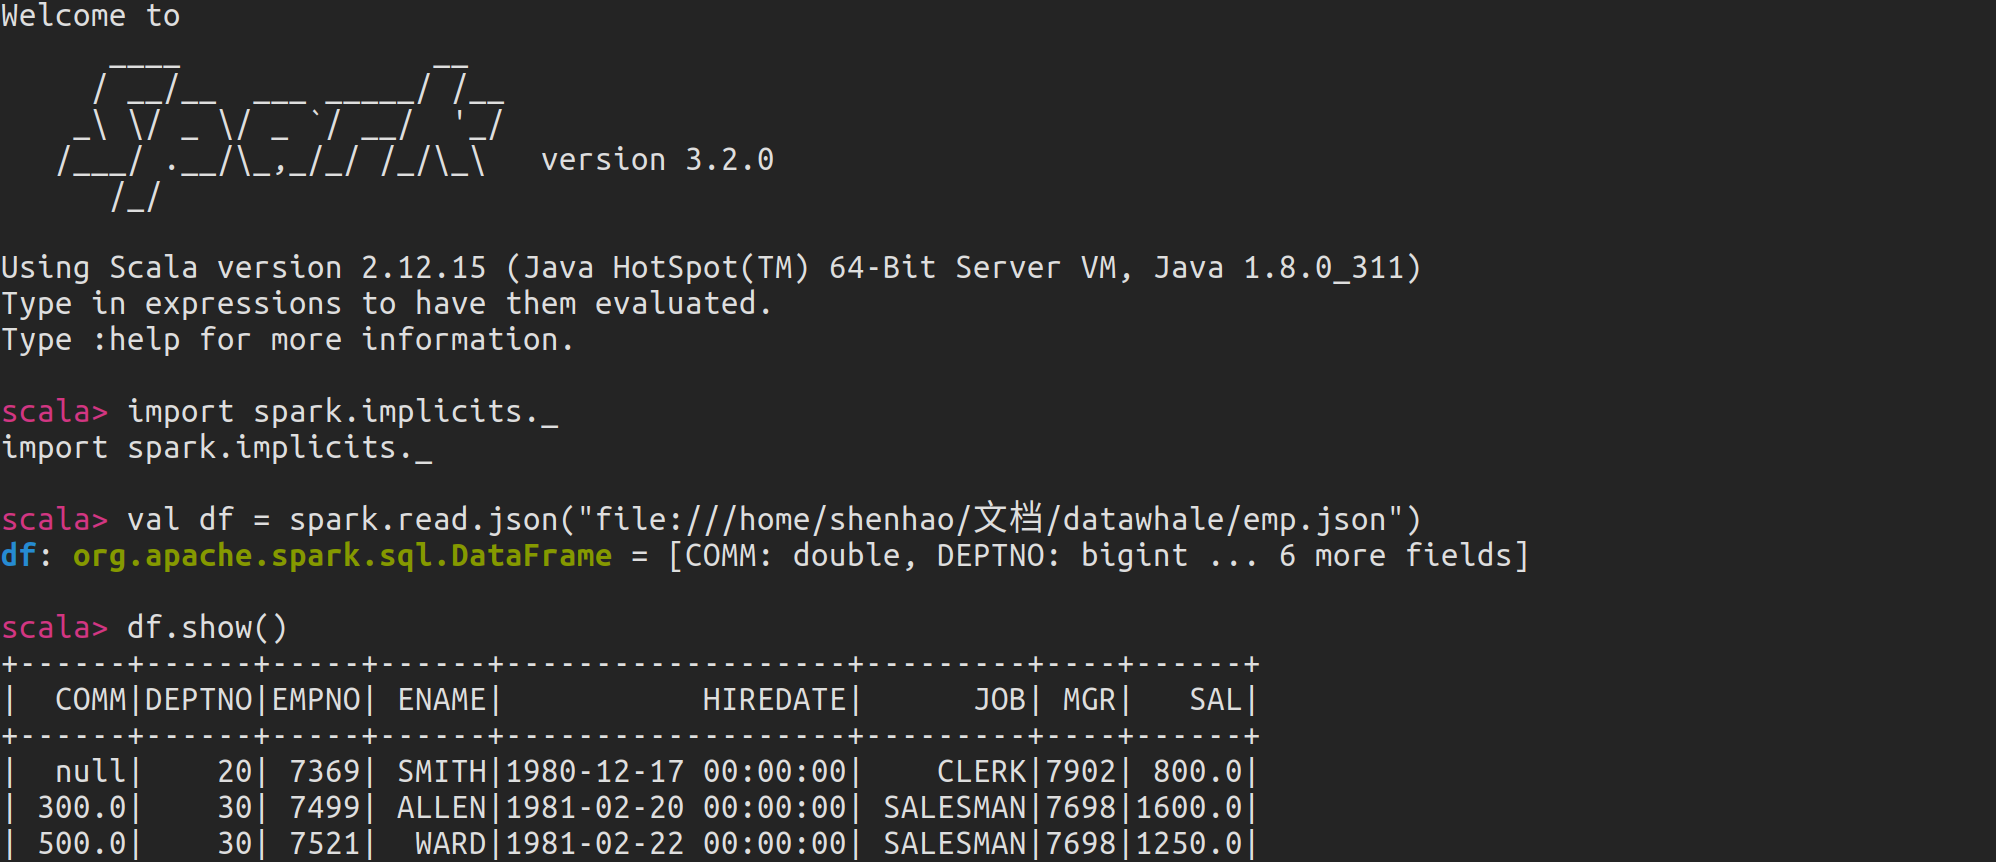 Welcome to
      ____              __
     / __/__  ___ _____/ /__
    _\ \/ _ \/ _ `/ __/  '_/
   /___/ .__/\_,_/_/ /_/\_\   version 3.2.0
      /_/
Using Scala version 2.12.15 (Java HotSpot(TM) 64-Bit Server VM, Java 1.8.0_311)
Type in expressions to have them evaluated.
Type :help for more information.
scala> import spark.implicits._
import spark.implicits._
scala> val df = spark.read.json("file:///home/shenhao/文档/datawhale/emp.json")
df: org.apache.spark.sql.DataFrame = [COMM: double, DEPTNO: bigint ... 6 more fields]
scala> df.show()
+------+------+-----+------+-------------------+---------+----+------+
|  COMM|DEPTNO|EMPNO| ENAME|           HIREDATE|      JOB| MGR|   SAL|
+------+------+-----+------+-------------------+---------+----+------+
|  null|    20| 7369| SMITH|1980-12-17 00:00:00|    CLERK|7902| 800.0|
| 300.0|    30| 7499| ALLEN|1981-02-20 00:00:00| SALESMAN|7698|1600.0|
| 500.0|    30| 7521|  WARD|1981-02-22 00:00:00| SALESMAN|7698|1250.0|